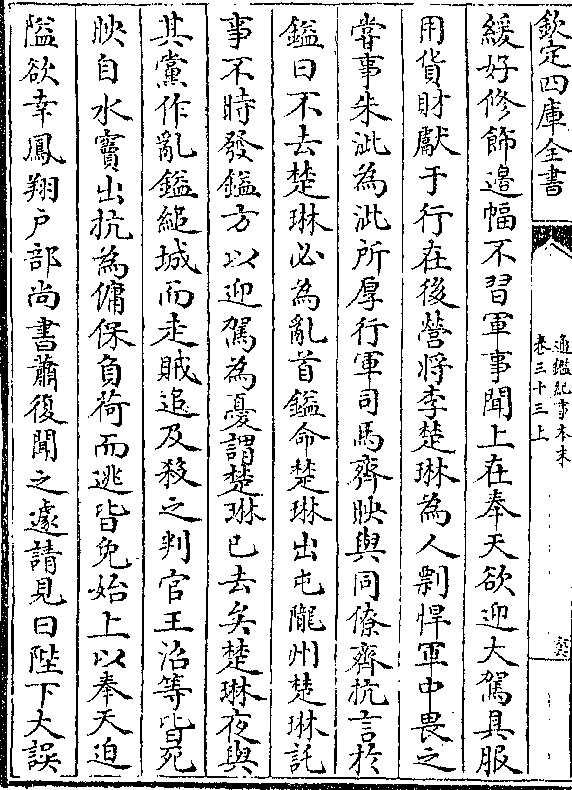 欽定四庫全書
通鑑紀事本末
卷三十三上
緩好修飾邊幅不習軍事聞上在奉天欲迎大駕具服
用貨財獻于行在後營將李楚琳為人剽悍軍中畏之
嘗事朱泚為泚所厚行軍司馬齊映與同僚齊抗言於
鎰曰不去楚琳必為亂首鎰命楚琳出屯隴州楚琳託
事不時發鎰方以迎駕為憂謂楚琳已去矣楚琳夜與
其黨作亂鎰縋城而走賊追及殺之判官王沼等皆死
映自水竇出抗為傭保負荷而逃皆免始上以奉天迫
隘欲幸鳳翔户部尚書蕭復聞之遽請見曰陛下大誤